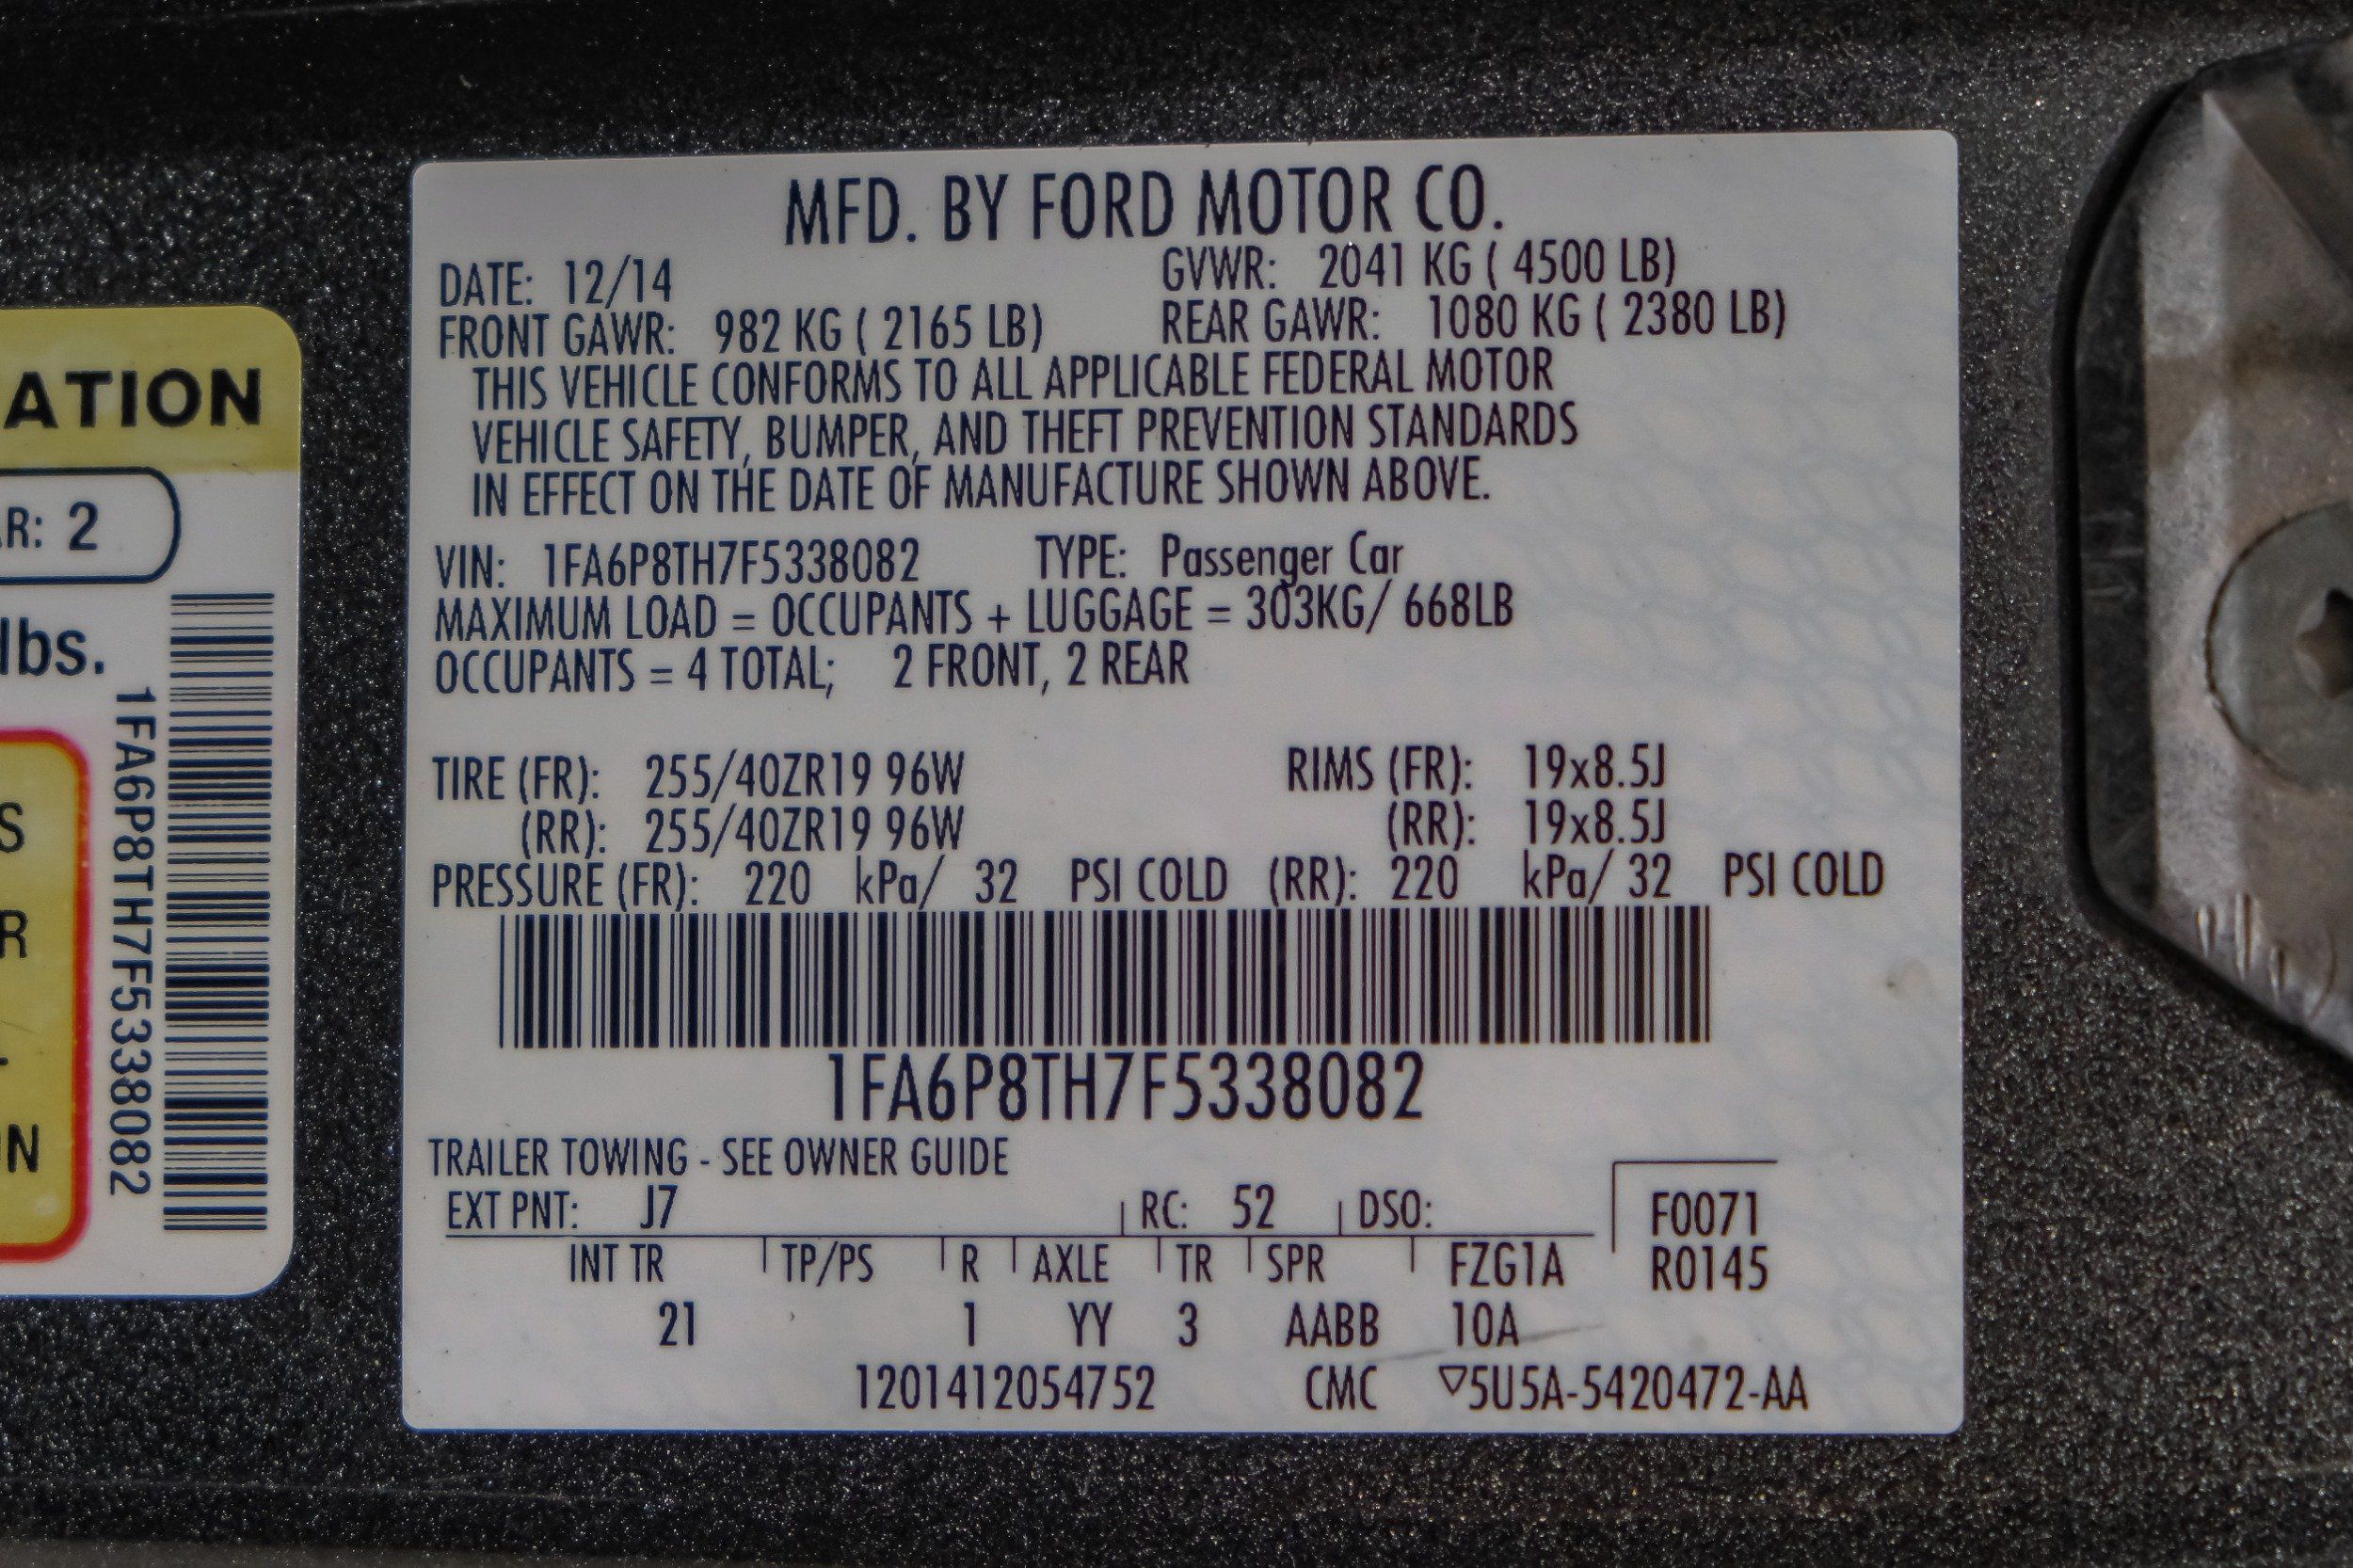 MFD. BY FORD MOTOR CO.
DATE: 12/14 GVWR: 2041 KG ( 4500 LB)
FRONT GAWR: 982 KG ( 2165 LB) REAR GAWR: 1080 KG ( 2380 LB)
THIS VEHICLE CONFORMS TO ALL APPLICABLE FEDERAL MOTOR
VEHICLE SAFETY, BUMPER, AND THEFT PREVENTION STANDARDS
IN EFFECT ON THE DATE OF MANUFACTURE SHOWN ABOVE.
VIN: 1FA6P8TH7F5338082 TYPE: Passenger Car
MAXIMUM LOAD = OCCUPANTS + LUGGAGE = 303KG/ 668LB
OCCUPANTS = 4 TOTAL; 2 FRONT, 2 REAR
TIRE (FR): 255/40ZR19 96W RIMS (FR): 19x8.5J
(RR): 255/40ZR19 96W (RR): 19x8.5J
PRESSURE (FR): 220 kPa/ 32 PSI COLD (RR): 220 kPa/ 32 PSI COLD
1FA6P8TH7F5338082
TRAILER TOWING - SEE OWNER GUIDE
EXT PNT: J7 RC: 52 DSO: F0071
INT TR TP/PS R AXLE TR SPR FZG1A R0145
21 1 YY 3 AABB 10A
1201412054752 CMC ▽5U5A-5420472-AA
ATION
R: 2
lbs.
1FA6P8TH7F5338082
S
R
N